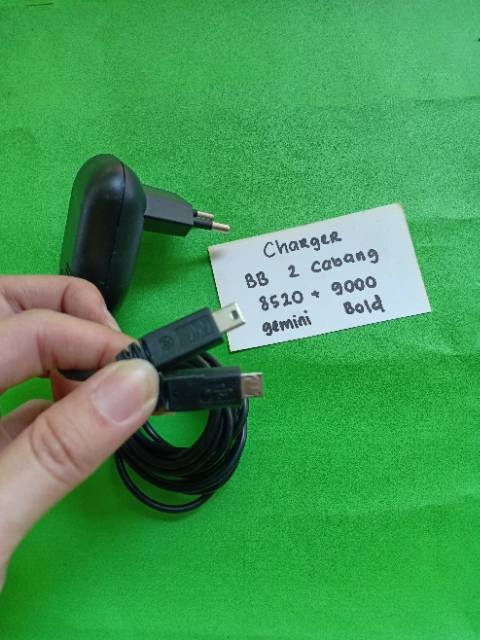 Charger
BB 2 cabang
8520 + 9000
gemini Bold